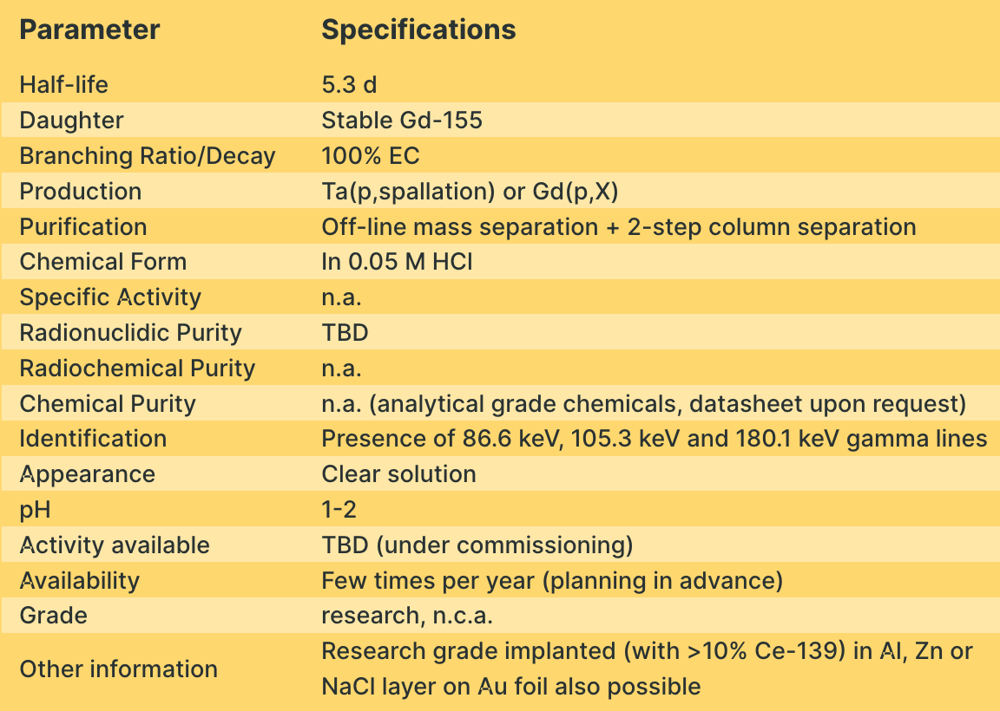 Parameter Specifications
Half-life 5.3 d
Daughter Stable Gd-155
Branching Ratio/Decay 100% EC
Production Ta(p,spallation) or Gd(p,X)
Purification Off-line mass separation + 2-step column separation
Chemical Form In 0.05 M HCl
Specific Activity n.a.
Radionuclidic Purity TBD
Radiochemical Purity n.a.
Chemical Purity n.a. (analytical grade chemicals, datasheet upon request)
Identification Presence of 86.6 keV, 105.3 keV and 180.1 keV gamma lines
Appearance Clear solution
pH 1-2
Activity available TBD (under commissioning)
Availability Few times per year (planning in advance)
Grade research, n.c.a.
Other information Research grade implanted (with >10% Ce-139) in Al, Zn or
NaCl layer on Au foil also possible